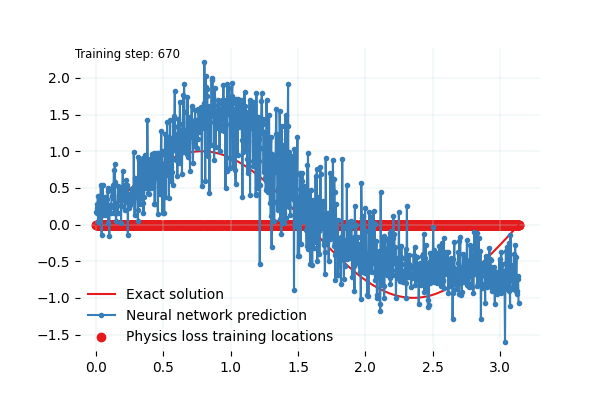 Training step: 670
2.0
1.5
1.0
0.5
0.0
−0.5
−1.0
−1.5
Exact solution
Neural network prediction
Physics loss training locations
0.0 0.5 1.0 1.5 2.0 2.5 3.0